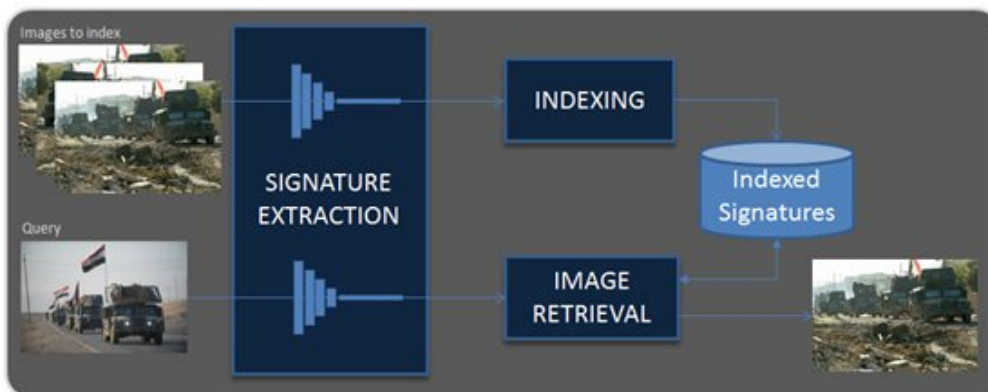 Images to index
SIGNATURE
EXTRACTION
INDEXING
Indexed
Signatures
Query
IMAGE
RETRIEVAL